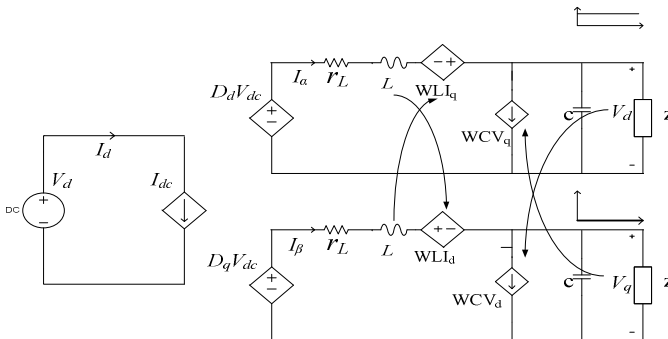 I_α
r_L
L
WLI_q
D_dV_dc
WCV_q
c
V_d
z
I_d
V_d
I_dc
DC
I_β
r_L
L
WLI_d
D_qV_dc
WCV_d
c
V_q
z